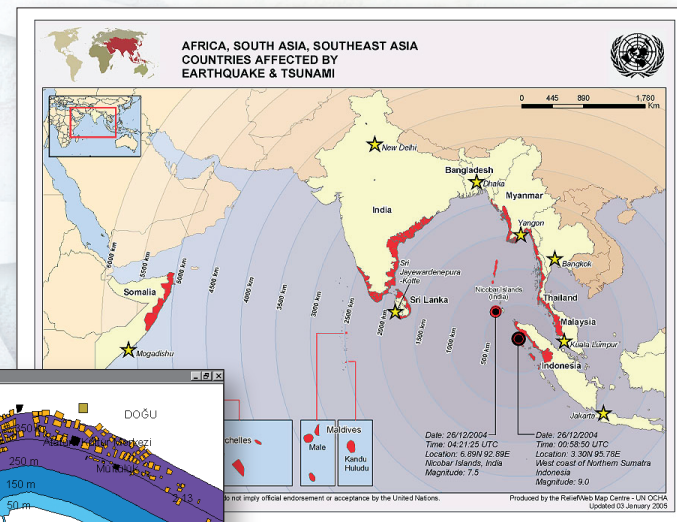 AFRICA, SOUTH ASIA, SOUTHEAST ASIA
COUNTRIES AFFECTED BY
EARTHQUAKE & TSUNAMI
0 445 890 1,780
Km
New Delhi
Bangladesh
Dhaka
Myanmar
India
Yangon
Bangkok
Sri
Jayewardenepura
-Kotte
Sri Lanka
Nicobar Islands
(India)
Thailand
Malaysia
Kuala Lumpur
Indonesia
Jakarta
Somalia
Mogadishu
6000 km
5500 km
5000 km
4500 km
4000 km
3500 km
3000 km
2500 km
2000 km
1500 km
1000 km
500 km
chelles
Maldives
Male
Kandu
Huludu
Date: 26/12/2004
Time: 04:21:25 UTC
Location: 6.69N 92.89E
Nicobar Islands, India
Magnitude: 7.5
Date: 26/12/2004
Time: 00:58:50 UTC
Location: 3.30N 95.78E
West coast of Northern Sumatra
Indonesia
Magnitude: 9.0
do not imply official endorsement or acceptance by the United Nations.
Produced by the ReliefWeb Map Centre - UN OCHA
Updated 03 January 2005
DOĞU
350
Merkezi
250 m
150 m
50 m